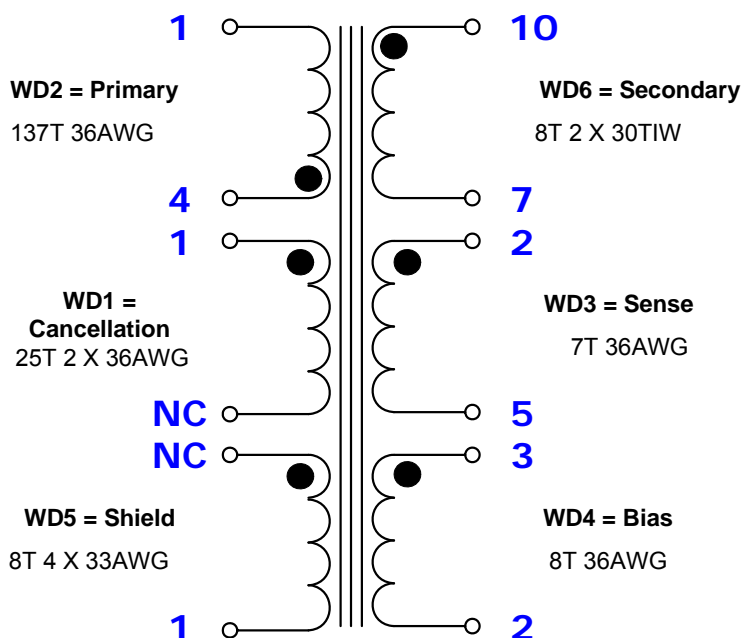 1
10
WD2 = Primary
137T 36AWG
WD6 = Secondary
8T 2 X 30TIW
4
7
1
2
WD1 =
Cancellation
25T 2 X 36AWG
WD3 = Sense
7T 36AWG
NC
5
NC
3
WD5 = Shield
8T 4 X 33AWG
WD4 = Bias
8T 36AWG
1
2